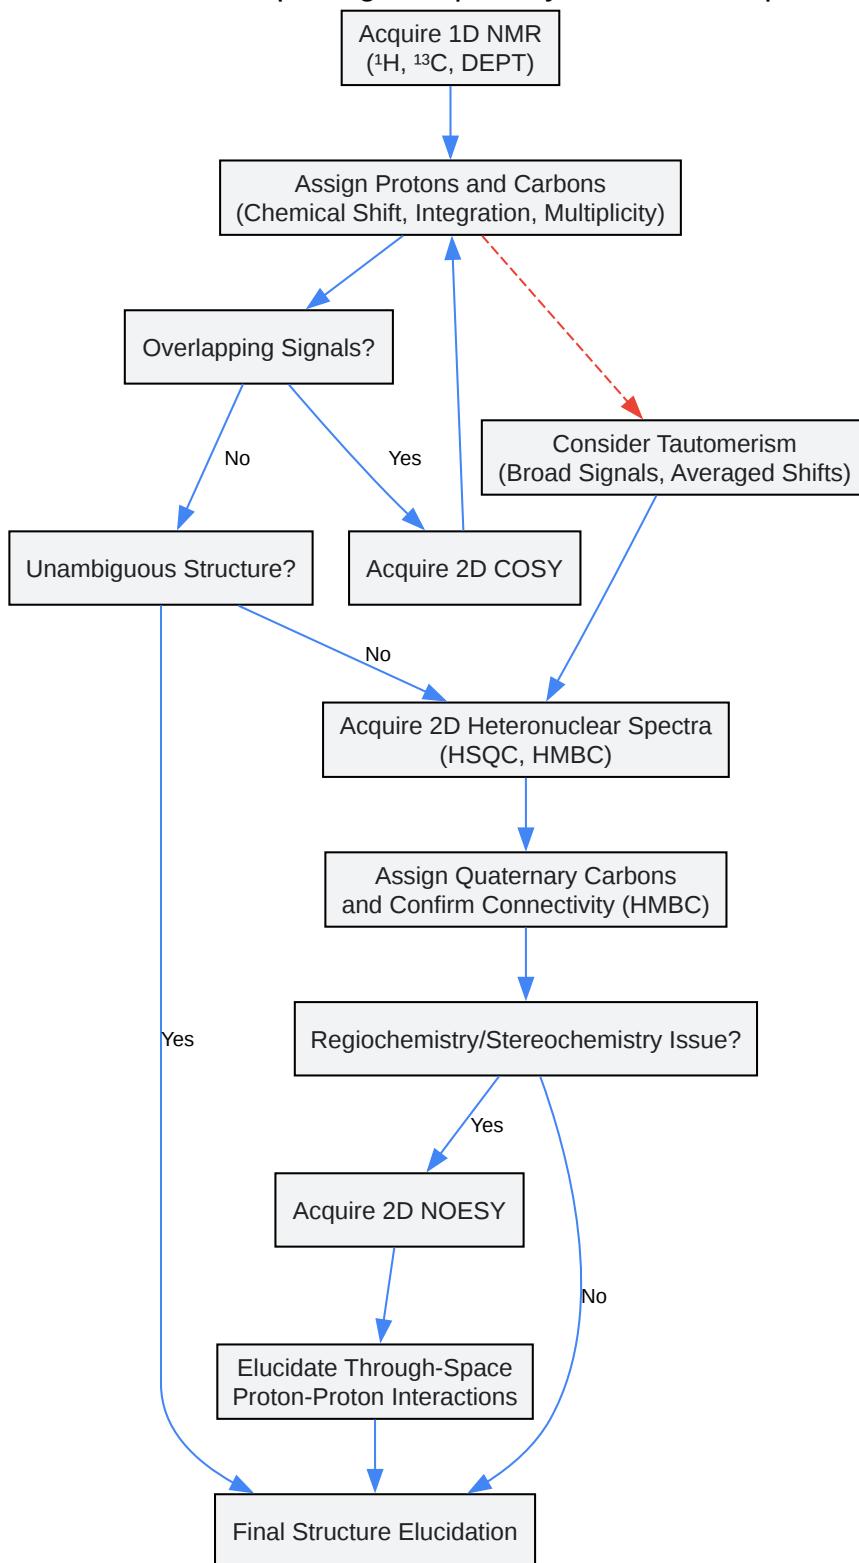 Acquire 1D NMR
(¹H, ¹³C, DEPT)
Assign Protons and Carbons
(Chemical Shift, Integration, Multiplicity)
Overlapping Signals?
Consider Tautomerism
(Broad Signals, Averaged Shifts)
No
Yes
Unambiguous Structure?
Acquire 2D COSY
No
Acquire 2D Heteronuclear Spectra
(HSQC, HMBC)
Assign Quaternary Carbons
and Confirm Connectivity (HMBC)
Regiochemistry/Stereochemistry Issue?
Yes
Yes
Acquire 2D NOESY
No
Elucidate Through-Space
Proton-Proton Interactions
Final Structure Elucidation